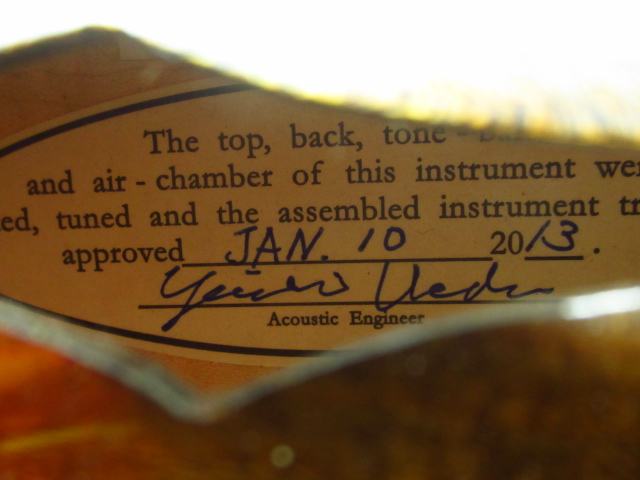 The top, back, tone-
and air-chamber of this instrument
tuned and the assembled instrument
approved JAN. 10 2013.
Acoustic Engineer